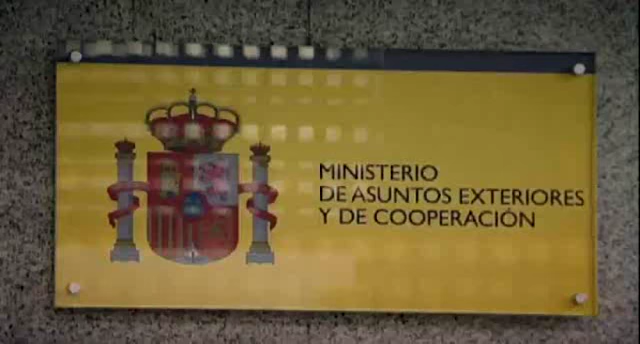 MINISTERIO
DE ASUNTOS EXTERIORES
Y DE COOPERACIÓN